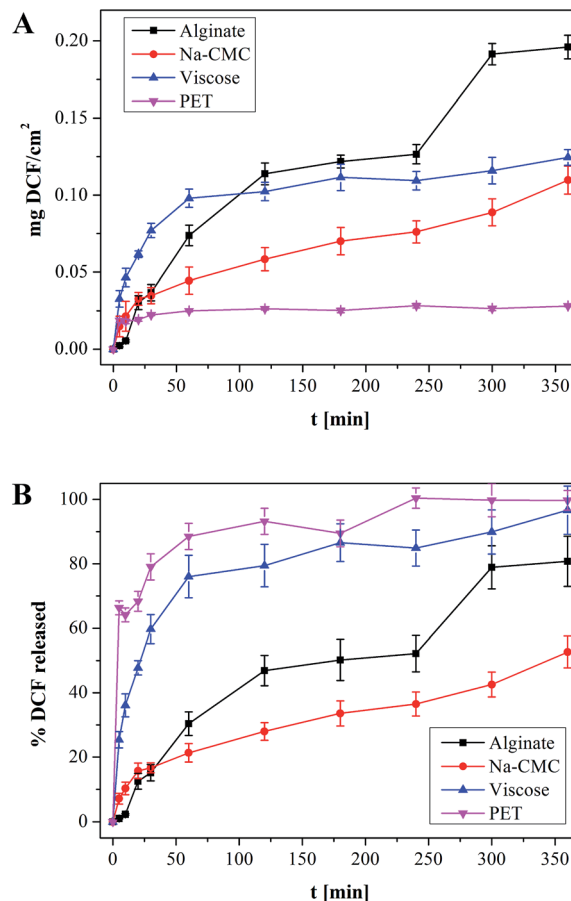 A
Alginate
Na-CMC
Viscose
PET
mg DCF/cm²
0.20
0.15
0.10
0.05
0.00
0 50 100 150 200 250 300 350
t [min]
B
% DCF released
100
80
60
40
20
0
Alginate
Na-CMC
Viscose
PET
0 50 100 150 200 250 300 350
t [min]